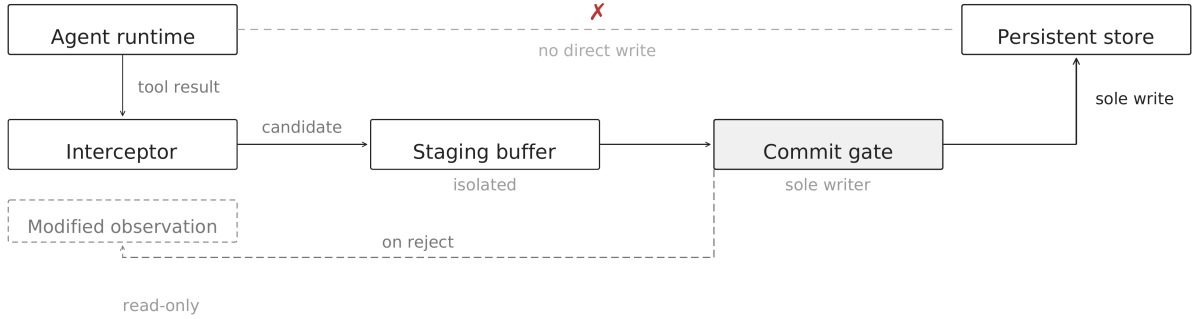 ✗
Agent runtime
Persistent store
no direct write
tool result
sole write
candidate
Interceptor
Staging buffer
Commit gate
isolated
sole writer
Modified observation
on reject
read-only